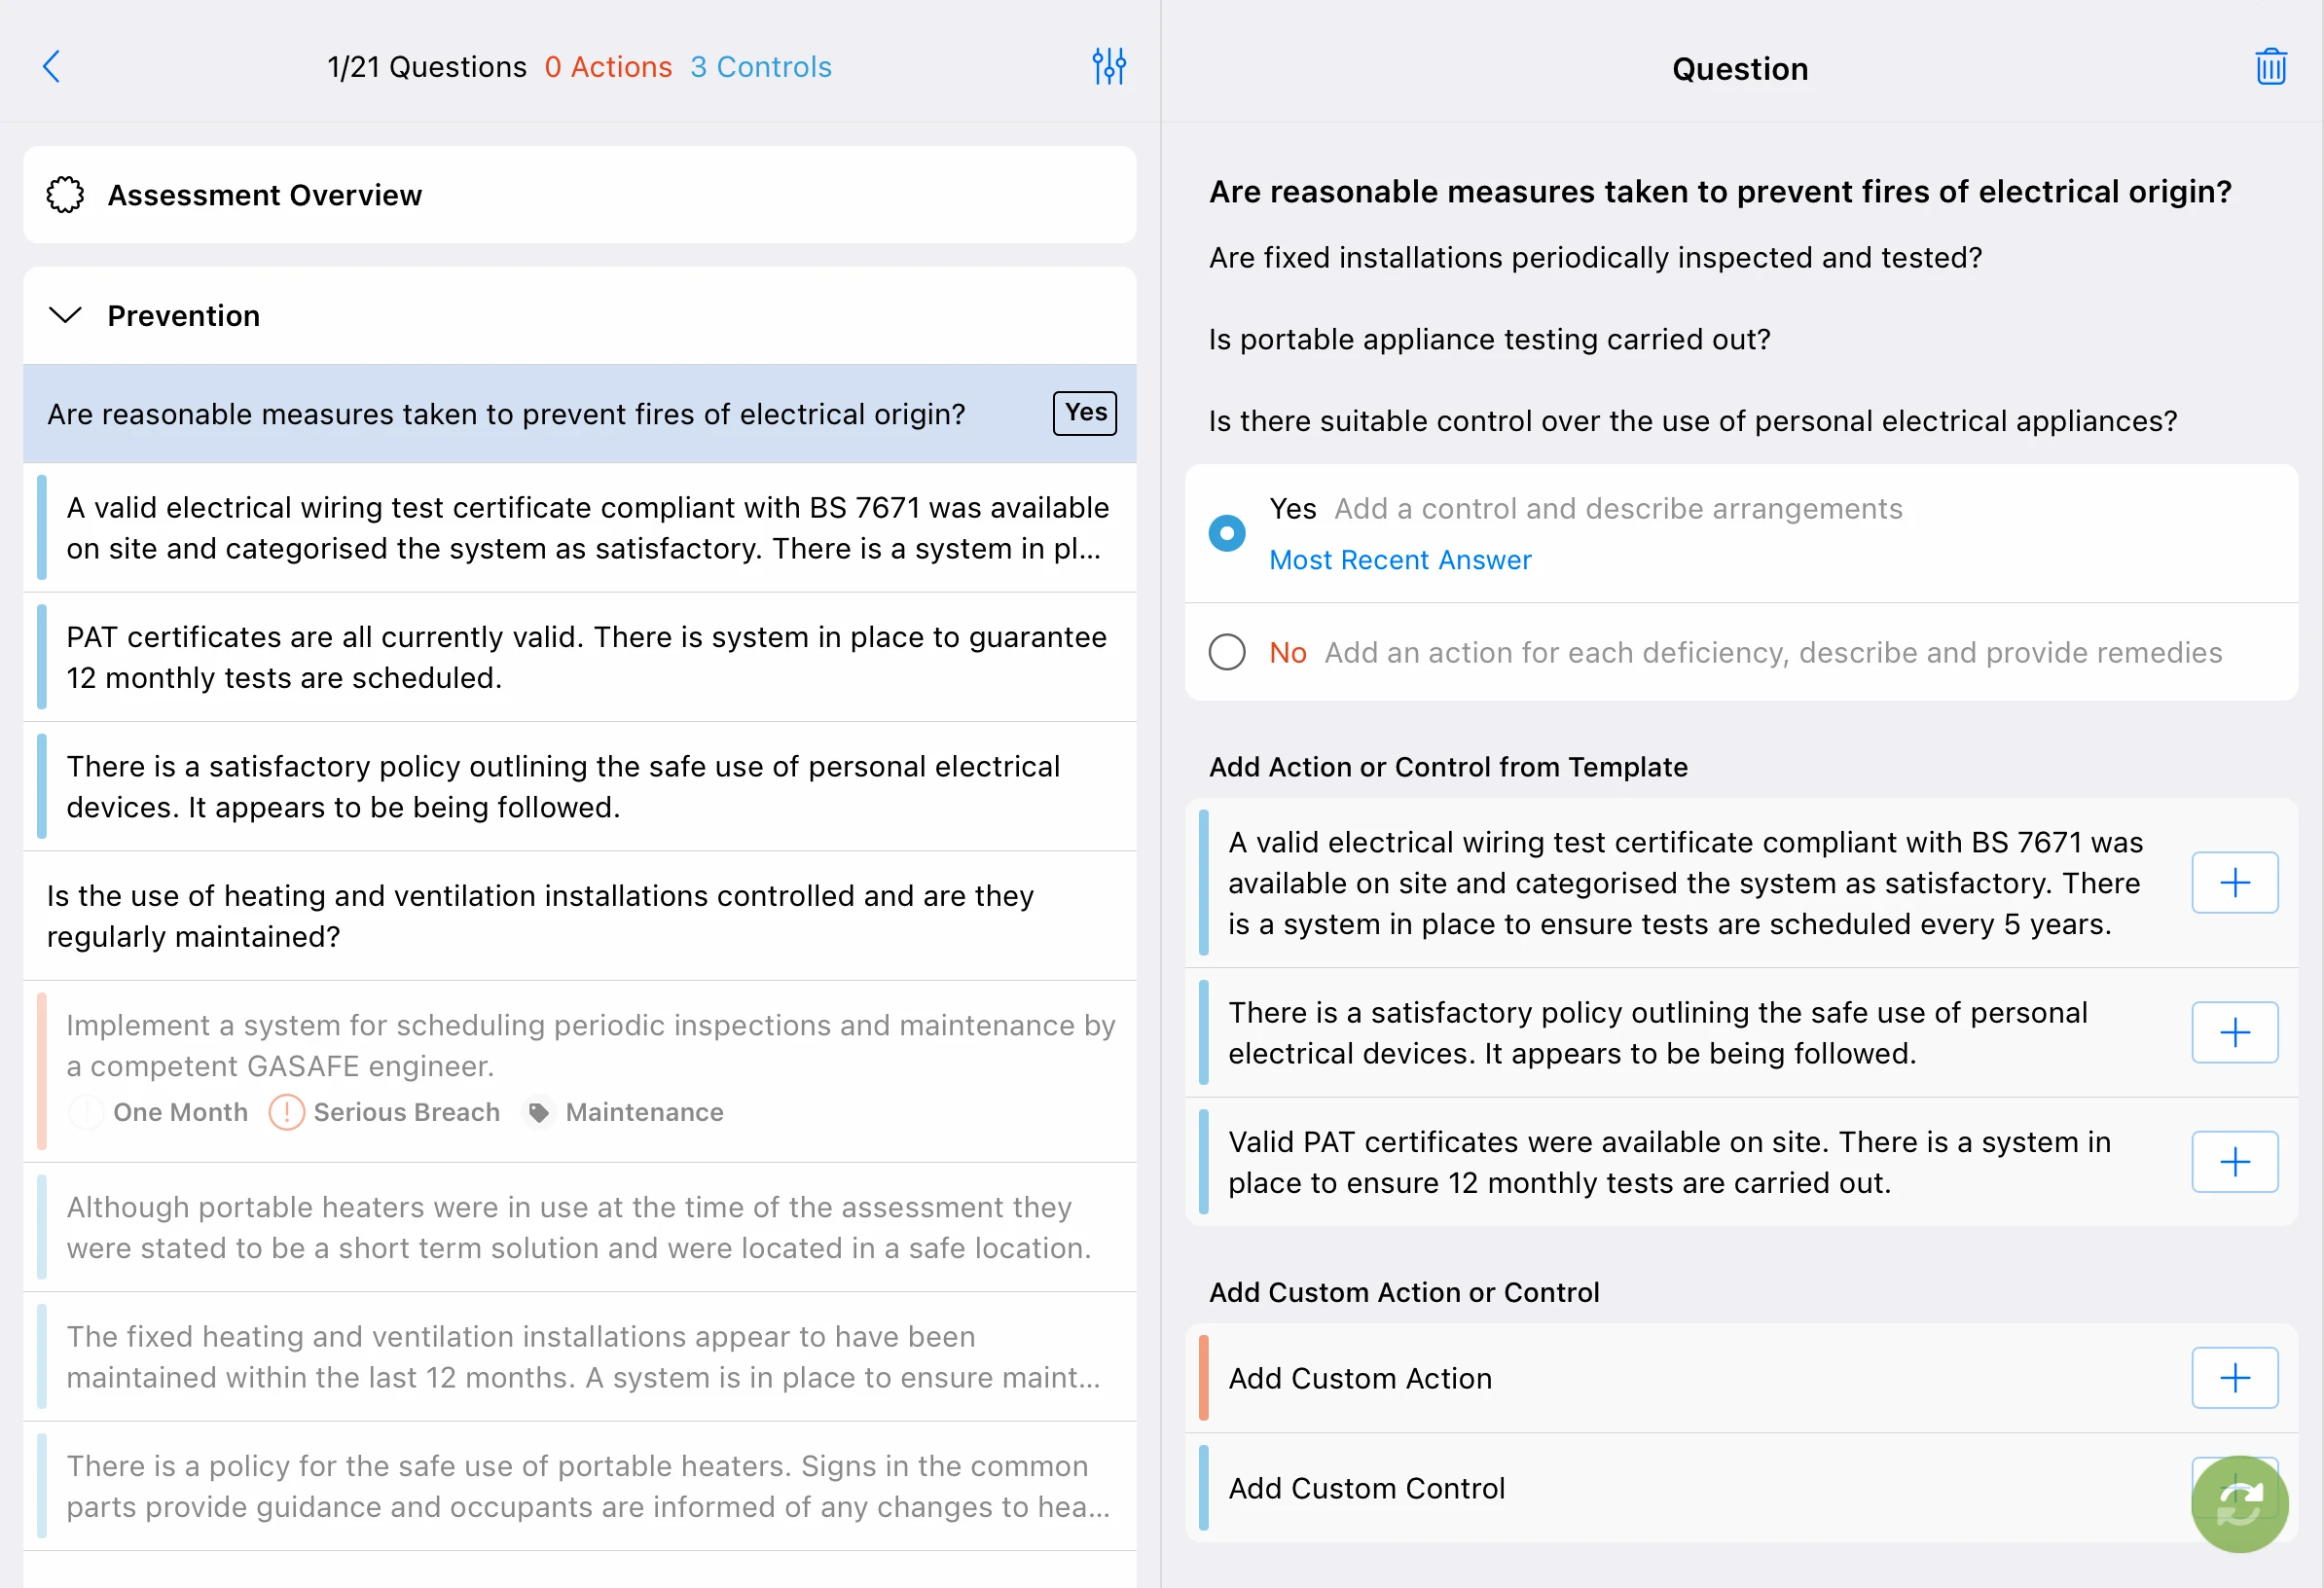 1/21 Questions 0 Actions 3 Controls
Assessment Overview
Prevention
Are reasonable measures taken to prevent fires of electrical origin? Yes
A valid electrical wiring test certificate compliant with BS 7671 was available
on site and categorised the system as satisfactory. There is a system in pl...
PAT certificates are all currently valid. There is system in place to guarantee
12 monthly tests are scheduled.
There is a satisfactory policy outlining the safe use of personal electrical
devices. It appears to be being followed.
Is the use of heating and ventilation installations controlled and are they
regularly maintained?
Implement a system for scheduling periodic inspections and maintenance by
a competent GASAFE engineer.
One Month Serious Breach Maintenance
Although portable heaters were in use at the time of the assessment they
were stated to be a short term solution and were located in a safe location.
The fixed heating and ventilation installations appear to have been
maintained within the last 12 months. A system is in place to ensure maint...
There is a policy for the safe use of portable heaters. Signs in the common
parts provide guidance and occupants are informed of any changes to hea...
Question
Are reasonable measures taken to prevent fires of electrical origin?
Are fixed installations periodically inspected and tested?
Is portable appliance testing carried out?
Is there suitable control over the use of personal electrical appliances?
Yes Add a control and describe arrangements
Most Recent Answer
No Add an action for each deficiency, describe and provide remedies
Add Action or Control from Template
A valid electrical wiring test certificate compliant with BS 7671 was
available on site and categorised the system as satisfactory. There
is a system in place to ensure tests are scheduled every 5 years.
There is a satisfactory policy outlining the safe use of personal
electrical devices. It appears to be being followed.
Valid PAT certificates were available on site. There is a system in
place to ensure 12 monthly tests are carried out.
Add Custom Action or Control
Add Custom Action
Add Custom Control